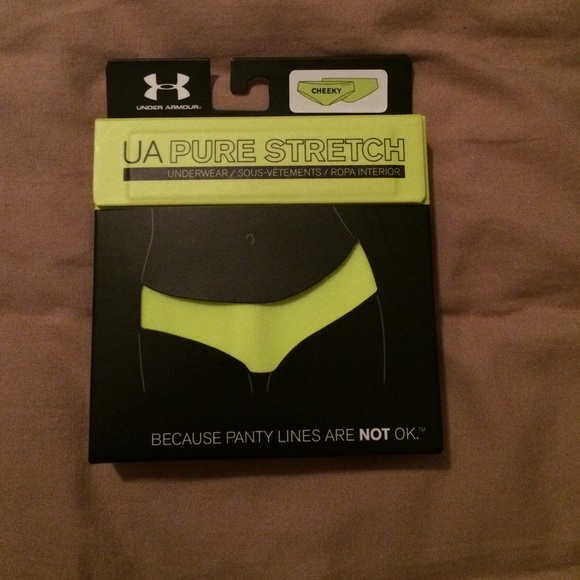 UNDER ARMOUR®
CHEEKY
UA PURE STRETCH
UNDERWEAR / SOUS-VÊTEMENTS / ROPA INTERIOR
BECAUSE PANTY LINES ARE NOT OK.™